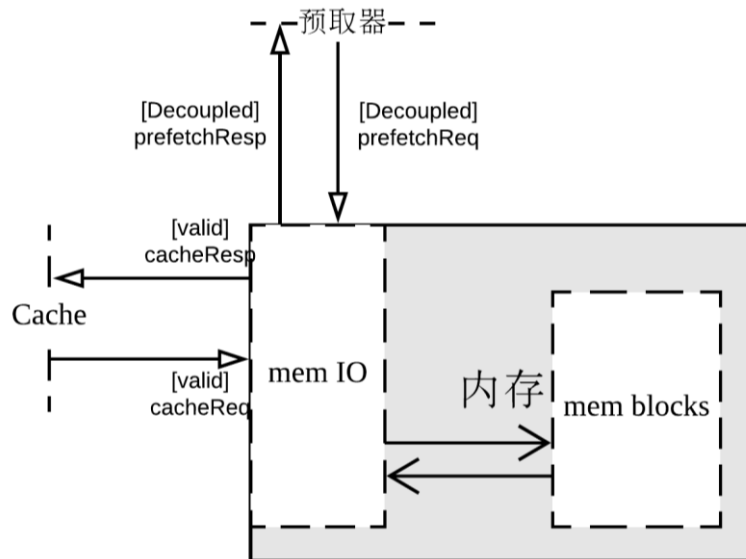 预取器
[Decoupled]
prefetchResp
[Decoupled]
prefetchReq
[valid]
cacheResp
Cache
[valid]
cacheReq
mem IO
内存
mem blocks